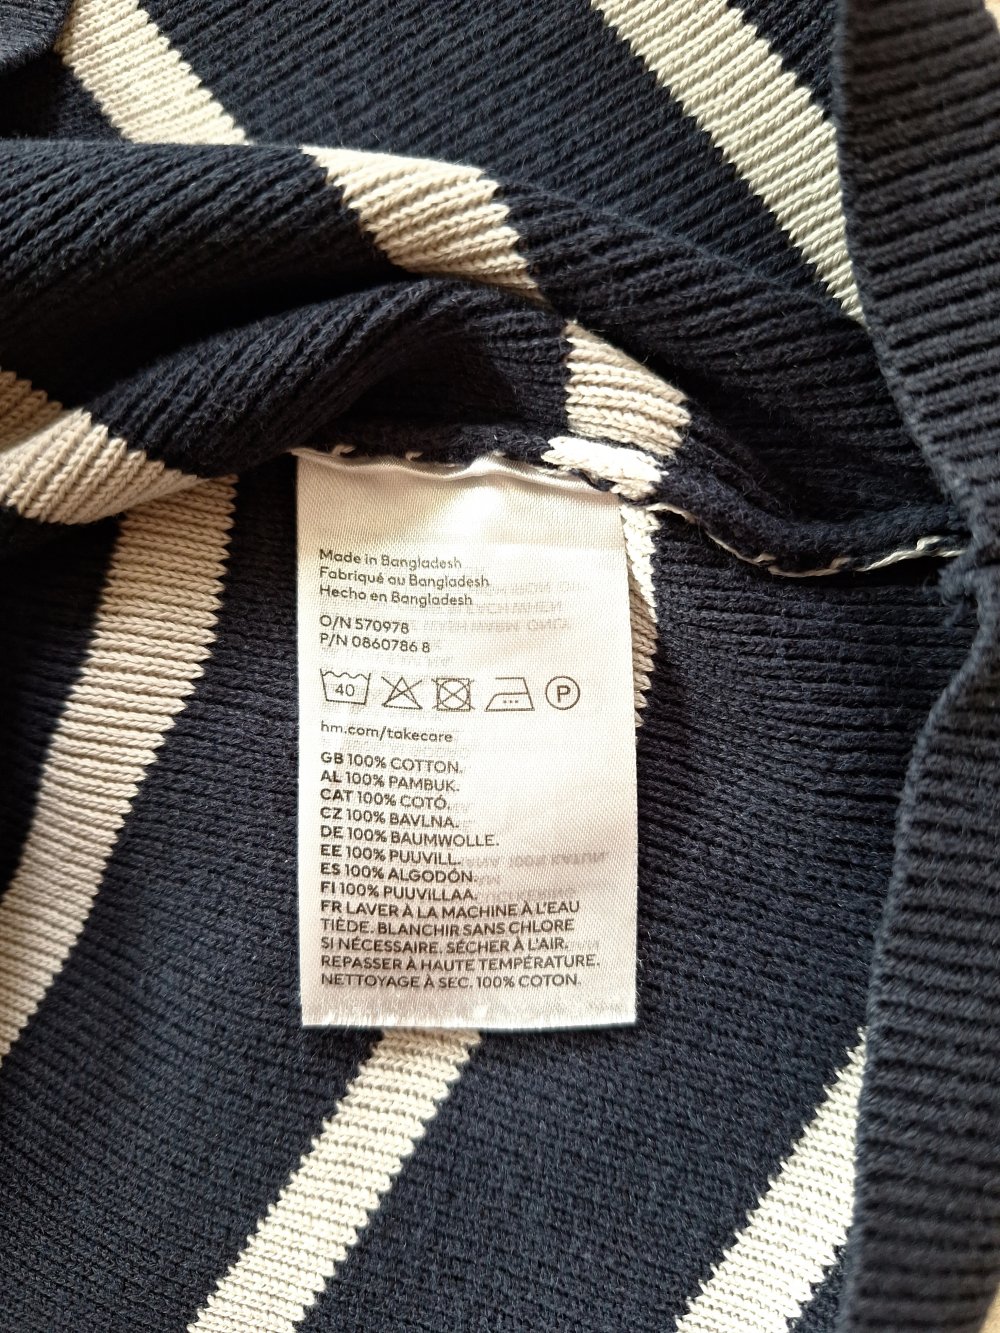 Made in Bangladesh
Fabriqué au Bangladesh
Hecho en Bangladesh
O/N 570978
P/N 0860786 8
40 P
hm.com/takecare
GB 100% COTTON.
AL 100% PAMBUK.
CAT 100% COTÓ.
CZ 100% BAVLNA.
DE 100% BAUMWOLLE.
EE 100% PUUVILL.
ES 100% ALGODÓN.
FI 100% PUUVILLAA.
FR LAVER À LA MACHINE À L'EAU
TIÈDE. BLANCHIR SANS CHLORE
SI NÉCESSAIRE. SÉCHER À L'AIR.
REPASSER À HAUTE TEMPÉRATURE.
NETTOYAGE À SEC. 100% COTON.